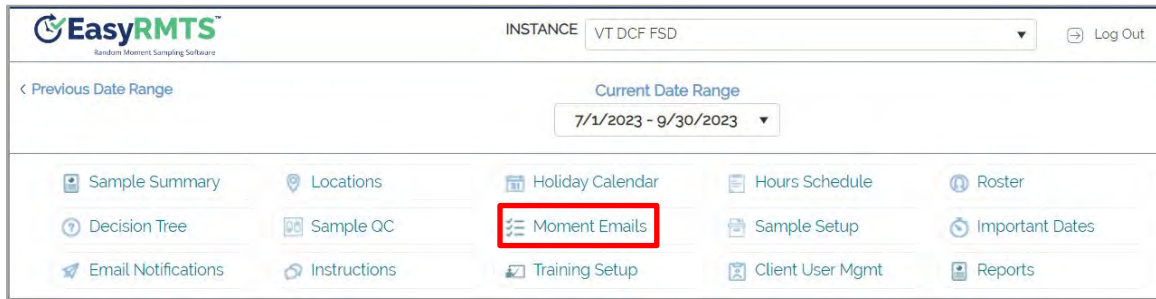 EasyRMTS™
Random Moment Sampling Software
INSTANCE VT DCF FSD Log Out
< Previous Date Range
Current Date Range
7/1/2023 - 9/30/2023
Sample Summary Locations Holiday Calendar Hours Schedule Roster
Decision Tree Sample QC Moment Emails Sample Setup Important Dates
Email Notifications Instructions Training Setup Client User Mgmt Reports